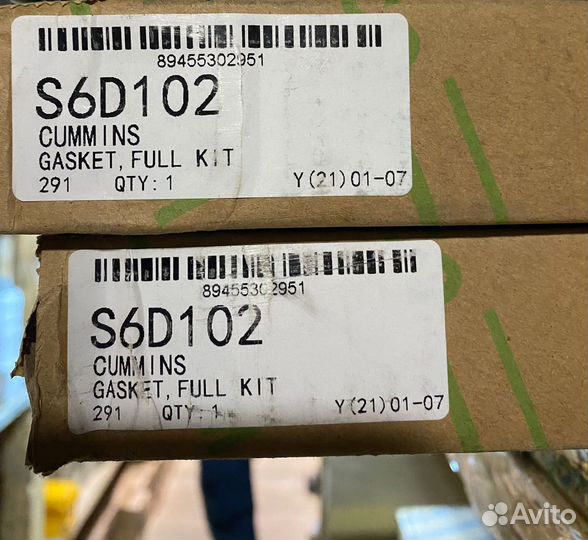 89455302951
S6D102
CUMMINS
GASKET, FULL KIT
291 QTY: 1 Y(21)01-07
89455302951
S6D102
CUMMINS
GASKET, FULL KIT
291 QTY: 1 Y(21)01-07
Avito